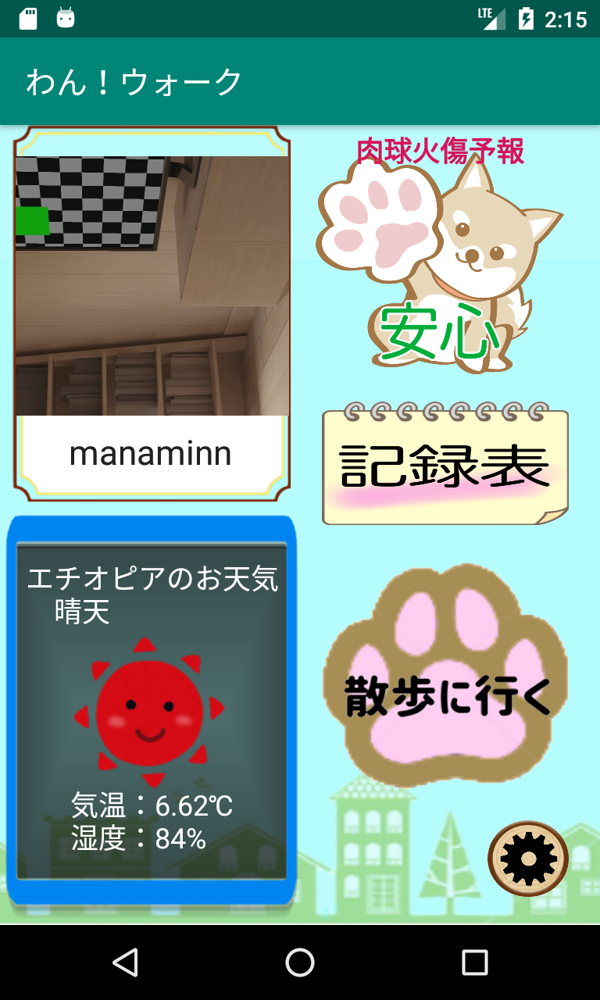 LTE
2:15
わん！ウォーク
肉球火傷予報
安心
manaminn
記録表
エチオピアのお天気
晴天
気温：6.62℃
湿度：84%
散歩に行く